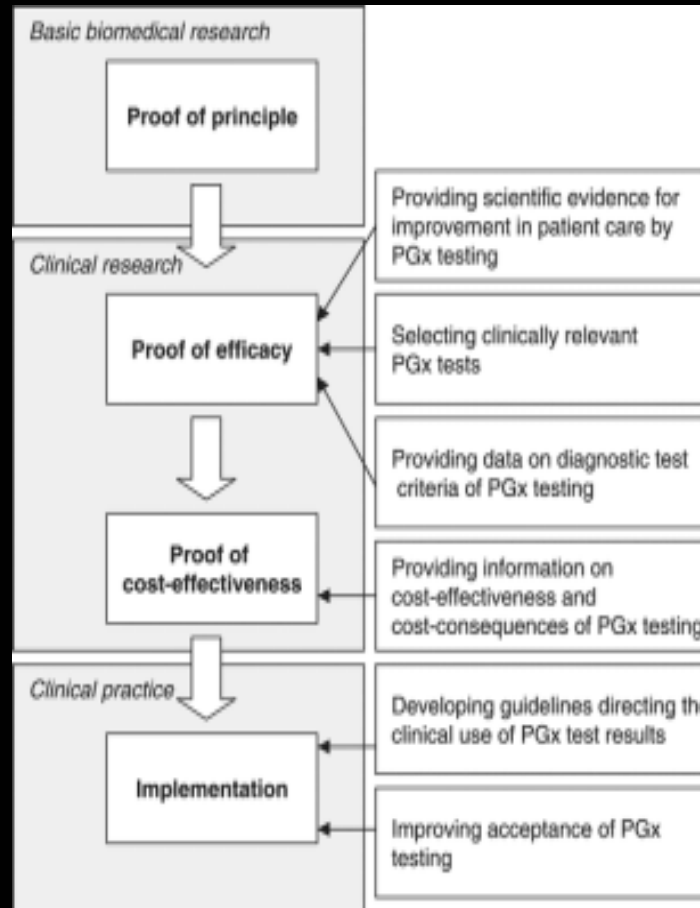 Basic biomedical research
Proof of principle
Clinical research
Proof of efficacy
Proof of
cost-effectiveness
Clinical practice
Implementation
Providing scientific evidence for
improvement in patient care by
PGx testing
Selecting clinically relevant
PGx tests
Providing data on diagnostic test
criteria of PGx testing
Providing information on
cost-effectiveness and
cost-consequences of PGx testing
Developing guidelines directing th
clinical use of PGx test results
Improving acceptance of PGx
testing